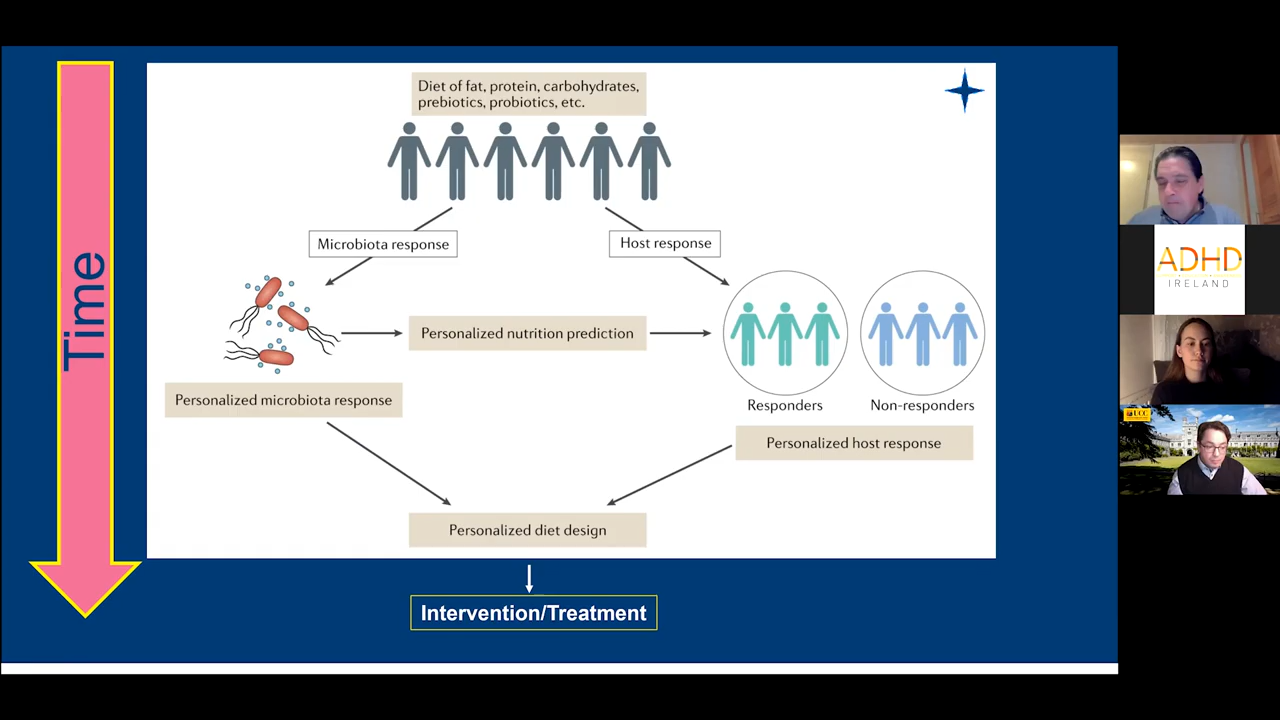 Time
Diet of fat, protein, carbohydrates,
prebiotics, probiotics, etc.
Microbiota response
Host response
Personalized nutrition prediction
Responders
Non-responders
Personalized microbiota response
Personalized host response
Personalized diet design
Intervention/Treatment
ADHD
IRELAND
UCC